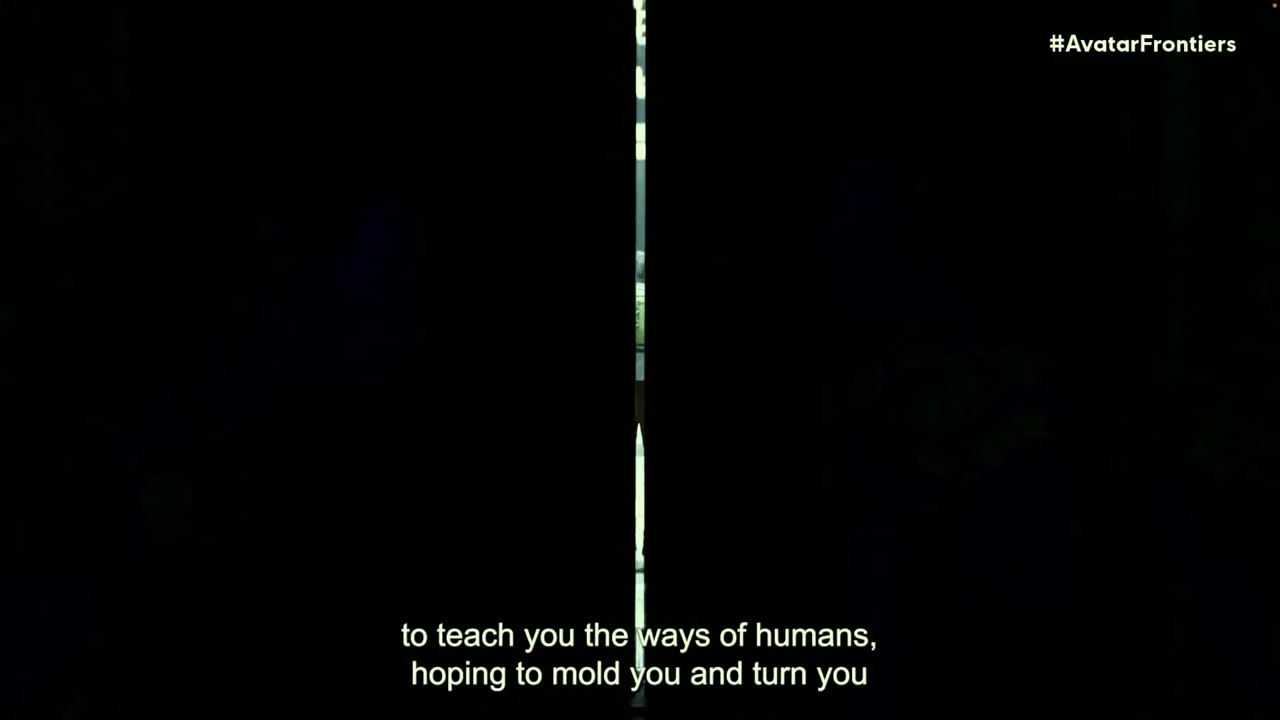 #AvatarFrontiers
to teach you the ways of humans,
hoping to mold you and turn you